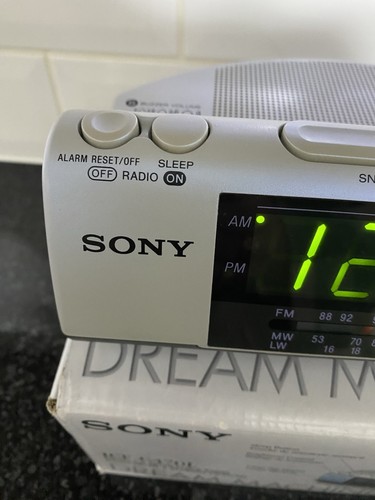 ALARM RESET/OFF
SLEEP
OFF RADIO ON
SN
SONY
AM
PM
FM 88 92
MW 53 70
LW 16 18
DREAM M
SONY